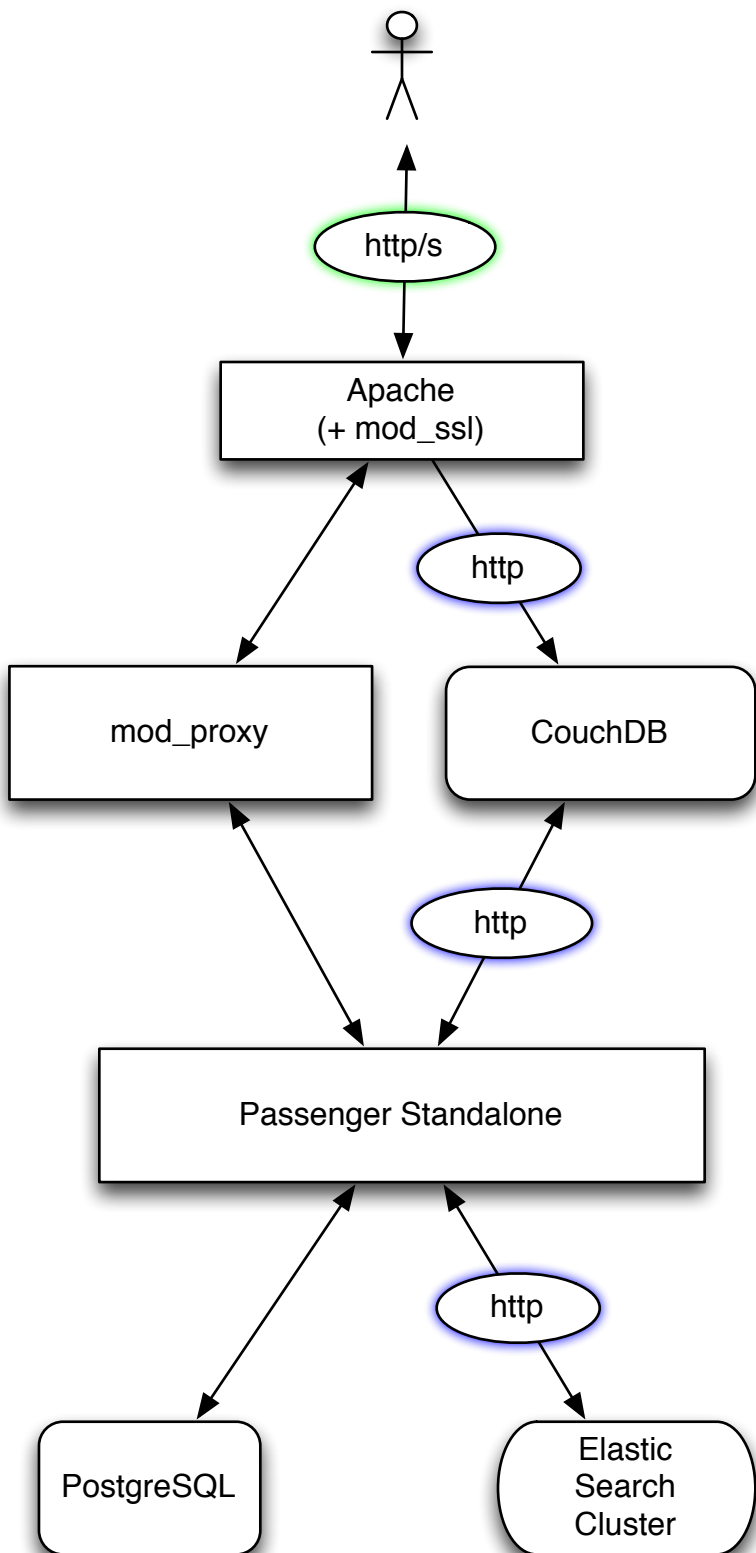 http/s
Apache
(+ mod_ssl)
http
mod_proxy
CouchDB
http
Passenger Standalone
http
PostgreSQL
Elastic
Search
Cluster